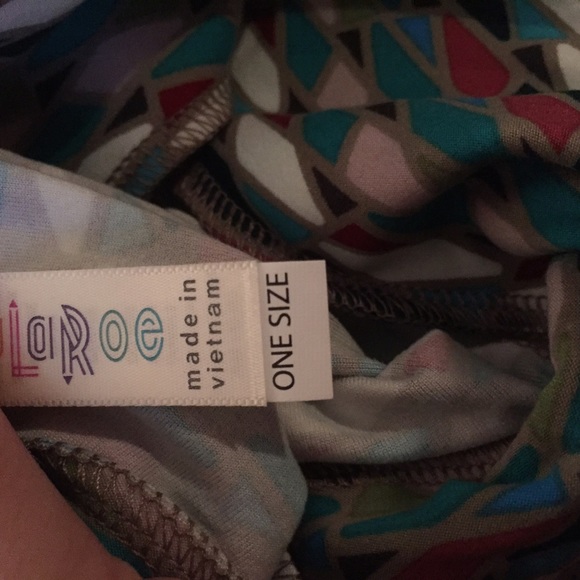 LaRoe
made in
vietnam
ONE SIZE